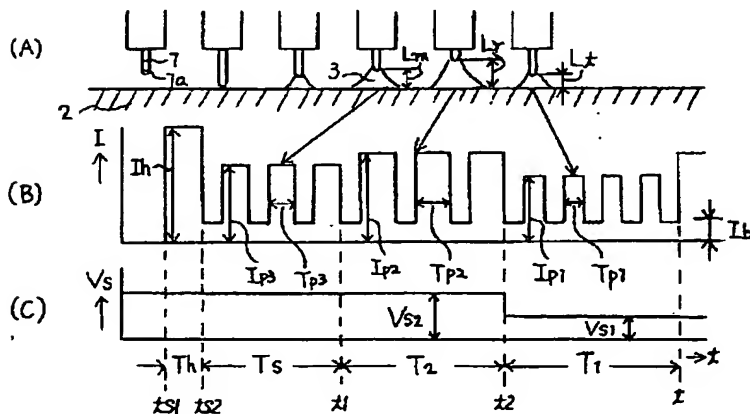 (A)
7
7a
3
Lm
Lr
Lt
2
I
(B)
Ih
Ip3
Tp3
Ip2
Tp2
Ip1
Tp1
Ib
Vs
(C)
Vs2
Vs1
Th
Ts
T2
T1
t
ts1
ts2
t1
t2
t